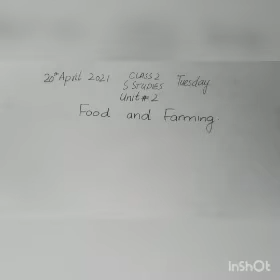 20th April 2021 CLASS 2 Tuesday
S STUDIES
Unit # 2
Food and Farming.
InShOt